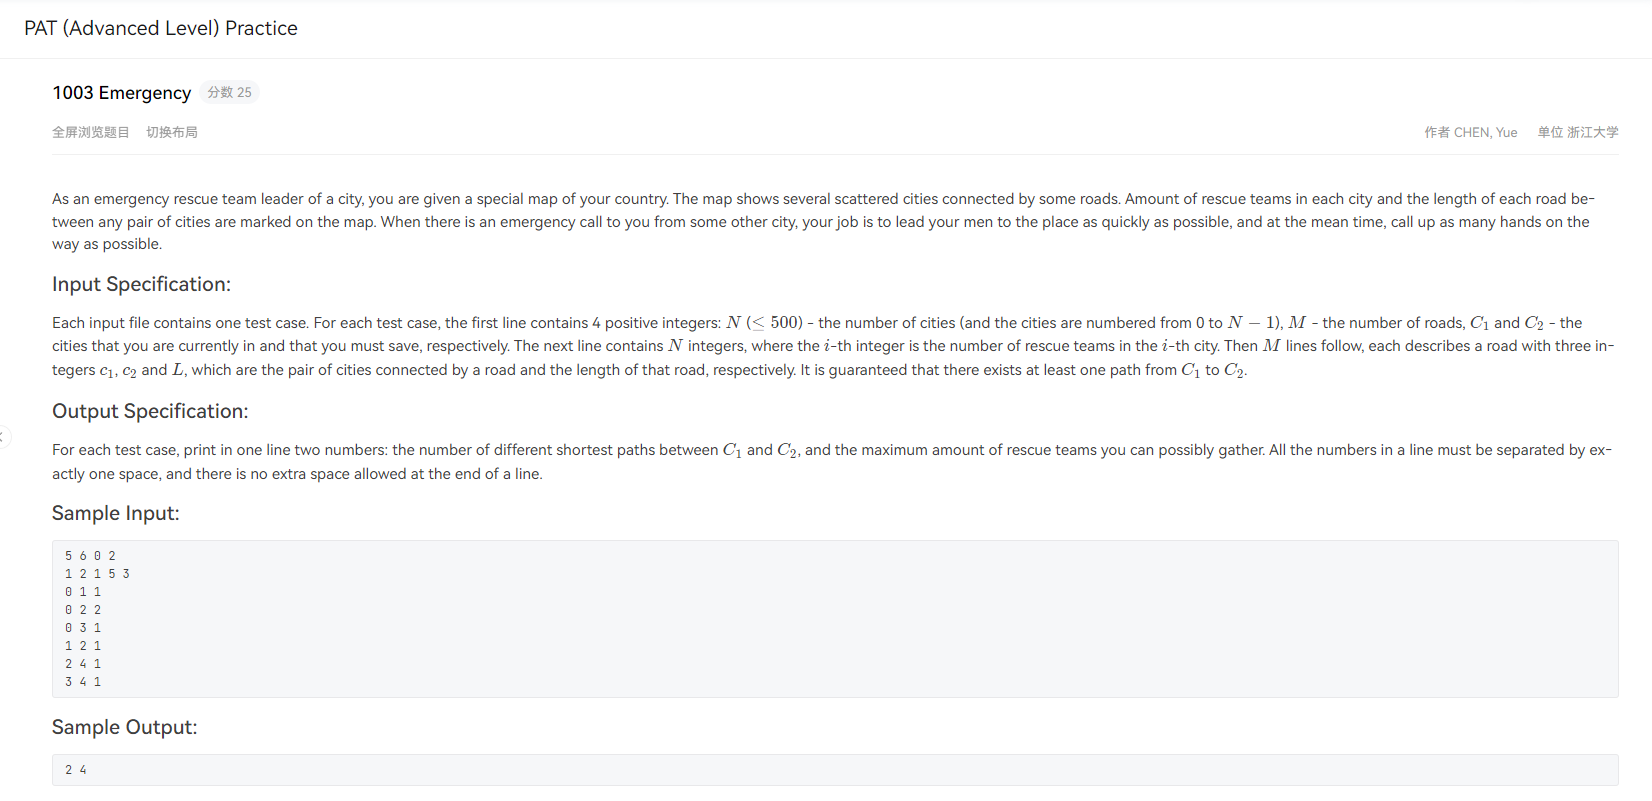 PAT (Advanced Level) Practice
1003 Emergency 分数 25
全屏浏览题目 切换布局 作者 CHEN, Yue 单位 浙江大学
As an emergency rescue team leader of a city, you are given a special map of your country. The map shows several scattered cities connected by some roads. Amount of rescue teams in each city and the length of each road be-
tween any pair of cities are marked on the map. When there is an emergency call to you from some other city, your job is to lead your men to the place as quickly as possible, and at the mean time, call up as many hands on the
way as possible.
Input Specification:
Each input file contains one test case. For each test case, the first line contains 4 positive integers: N (≤ 500) - the number of cities (and the cities are numbered from 0 to N − 1), M - the number of roads, C₁ and C₂ - the
cities that you are currently in and that you must save, respectively. The next line contains N integers, where the i-th integer is the number of rescue teams in the i-th city. Then M lines follow, each describes a road with three in-
tegers c₁, c₂ and L, which are the pair of cities connected by a road and the length of that road, respectively. It is guaranteed that there exists at least one path from C₁ to C₂.
Output Specification:
For each test case, print in one line two numbers: the number of different shortest paths between C₁ and C₂, and the maximum amount of rescue teams you can possibly gather. All the numbers in a line must be separated by ex-
actly one space, and there is no extra space allowed at the end of a line.
Sample Input:
5 6 0 2
1 2 1 5 3
0 1 1
0 2 2
0 3 1
1 2 1
2 4 1
3 4 1
Sample Output:
2 4